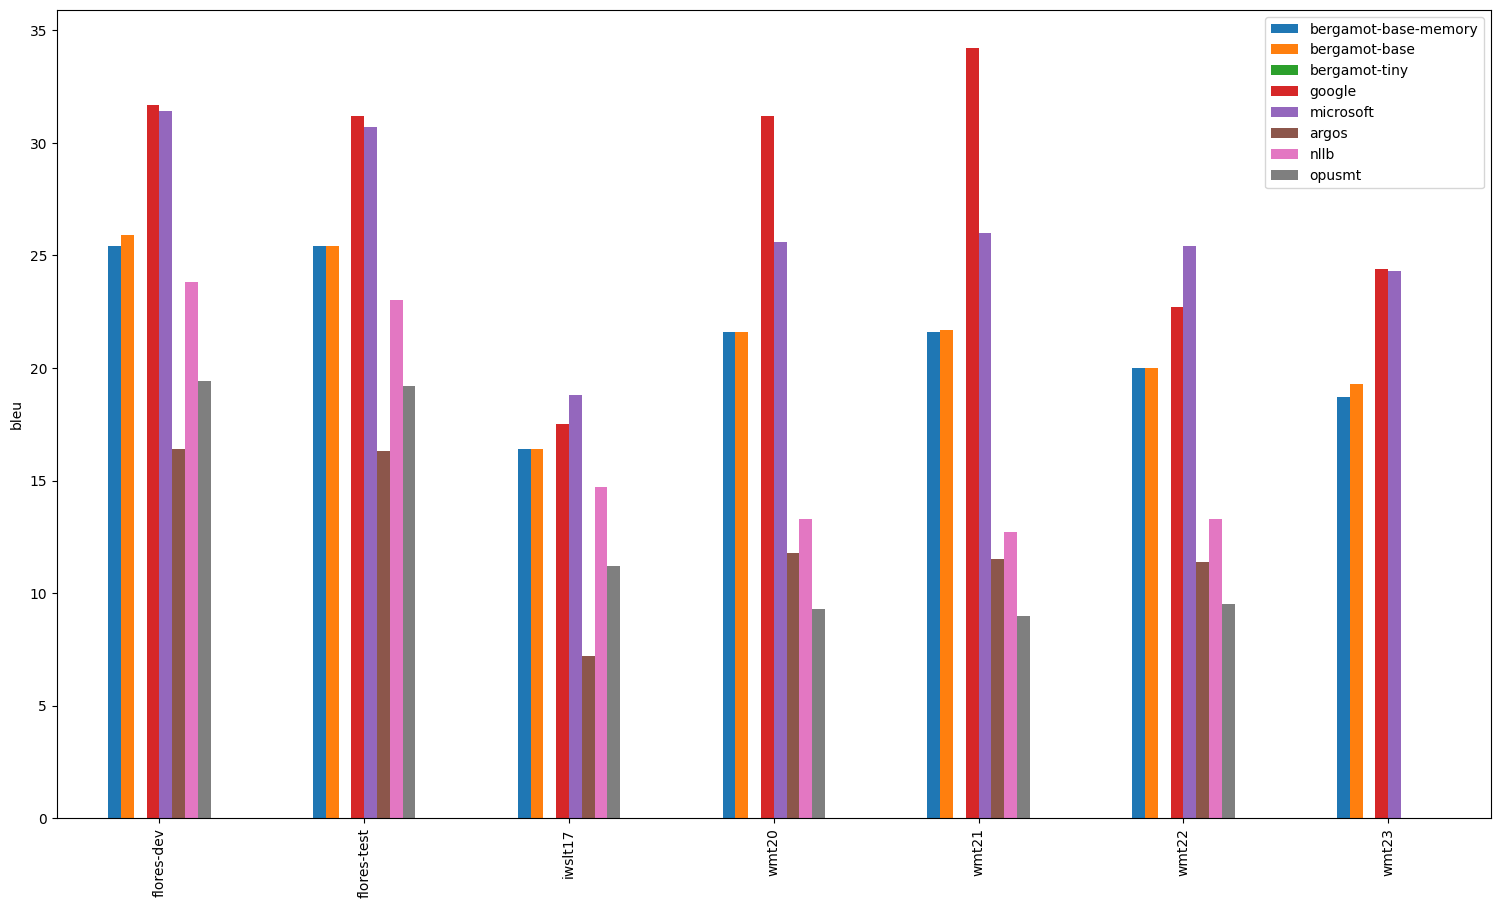 35
30
25
20
15
10
5
0
bleu
bergamot-base-memory
bergamot-base
bergamot-tiny
google
microsoft
argos
nllb
opusmt
flores-dev
flores-test
iwslt17
wmt20
wmt21
wmt22
wmt23